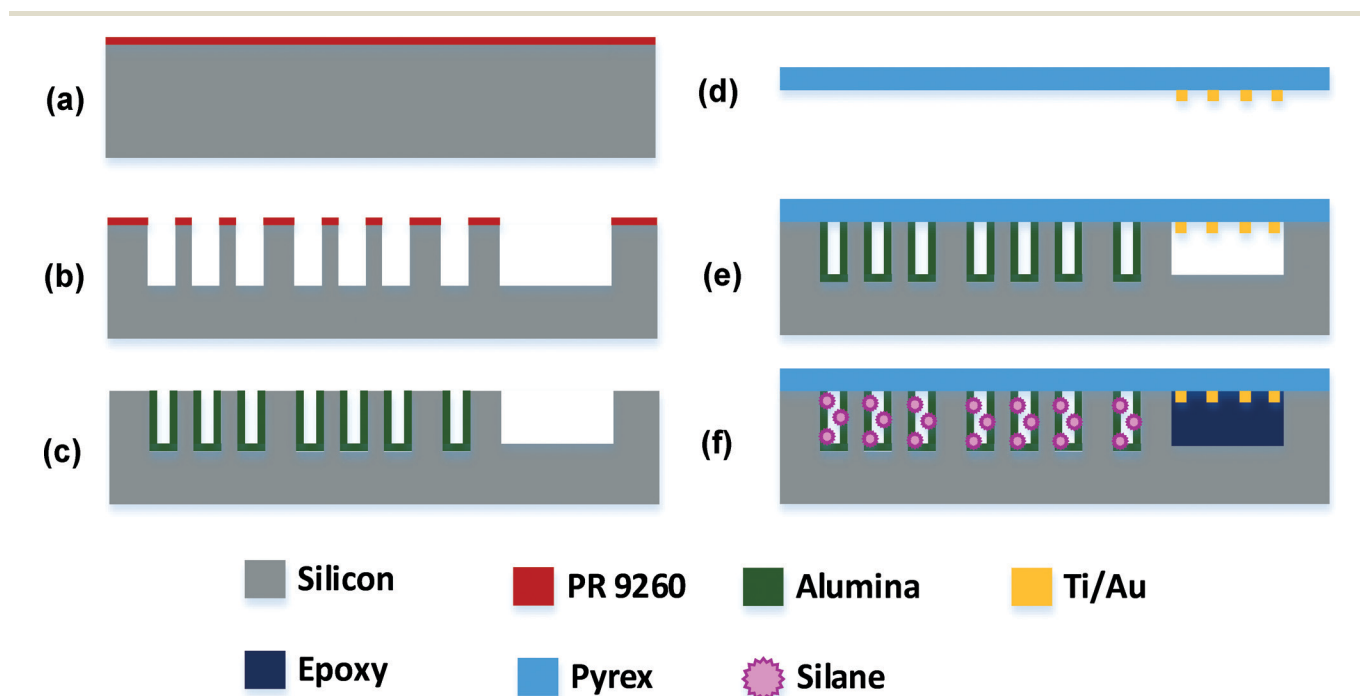 (a)
(b)
(c)
(d)
(e)
(f)
Silicon
PR 9260
Alumina
Ti/Au
Epoxy
Pyrex
Silane